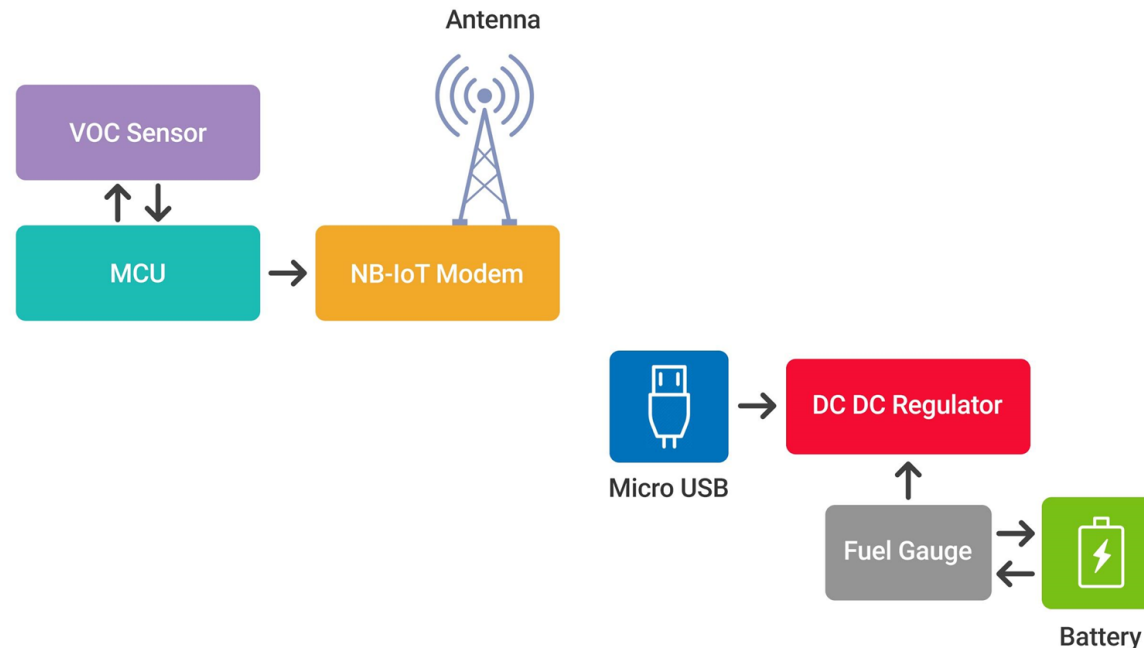 Antenna
VOC Sensor
MCU
NB-IoT Modem
DC DC Regulator
Micro USB
Fuel Gauge
Battery